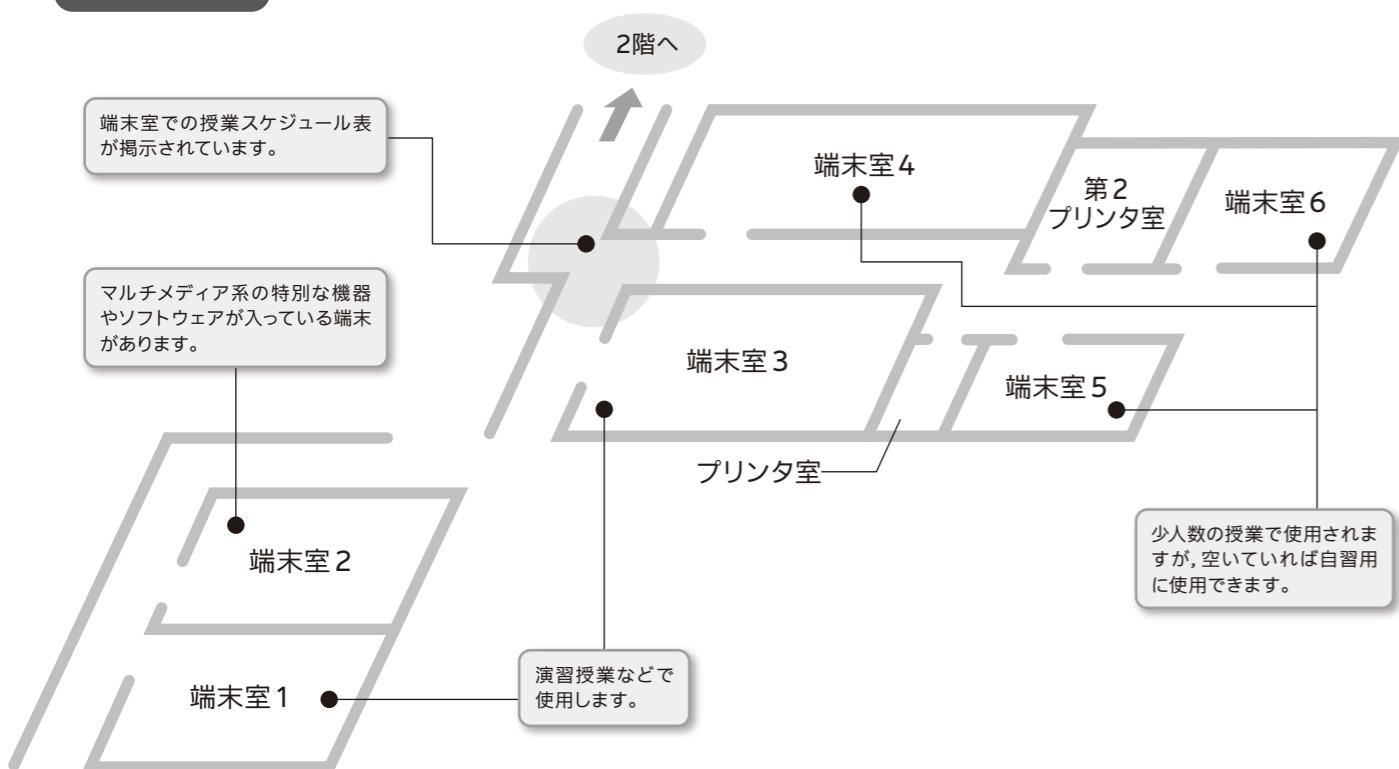 2階へ
端末室での授業スケジュール表
が掲示されています。
端末室4
第2
プリンタ室
端末室6
マルチメディア系の特別な機器
やソフトウェアが入っている端末
があります。
端末室3
端末室5
プリンタ室
少人数の授業で使用されま
すが,空いていれば自習用
に使用できます。
端末室2
演習授業などで
使用します。
端末室1